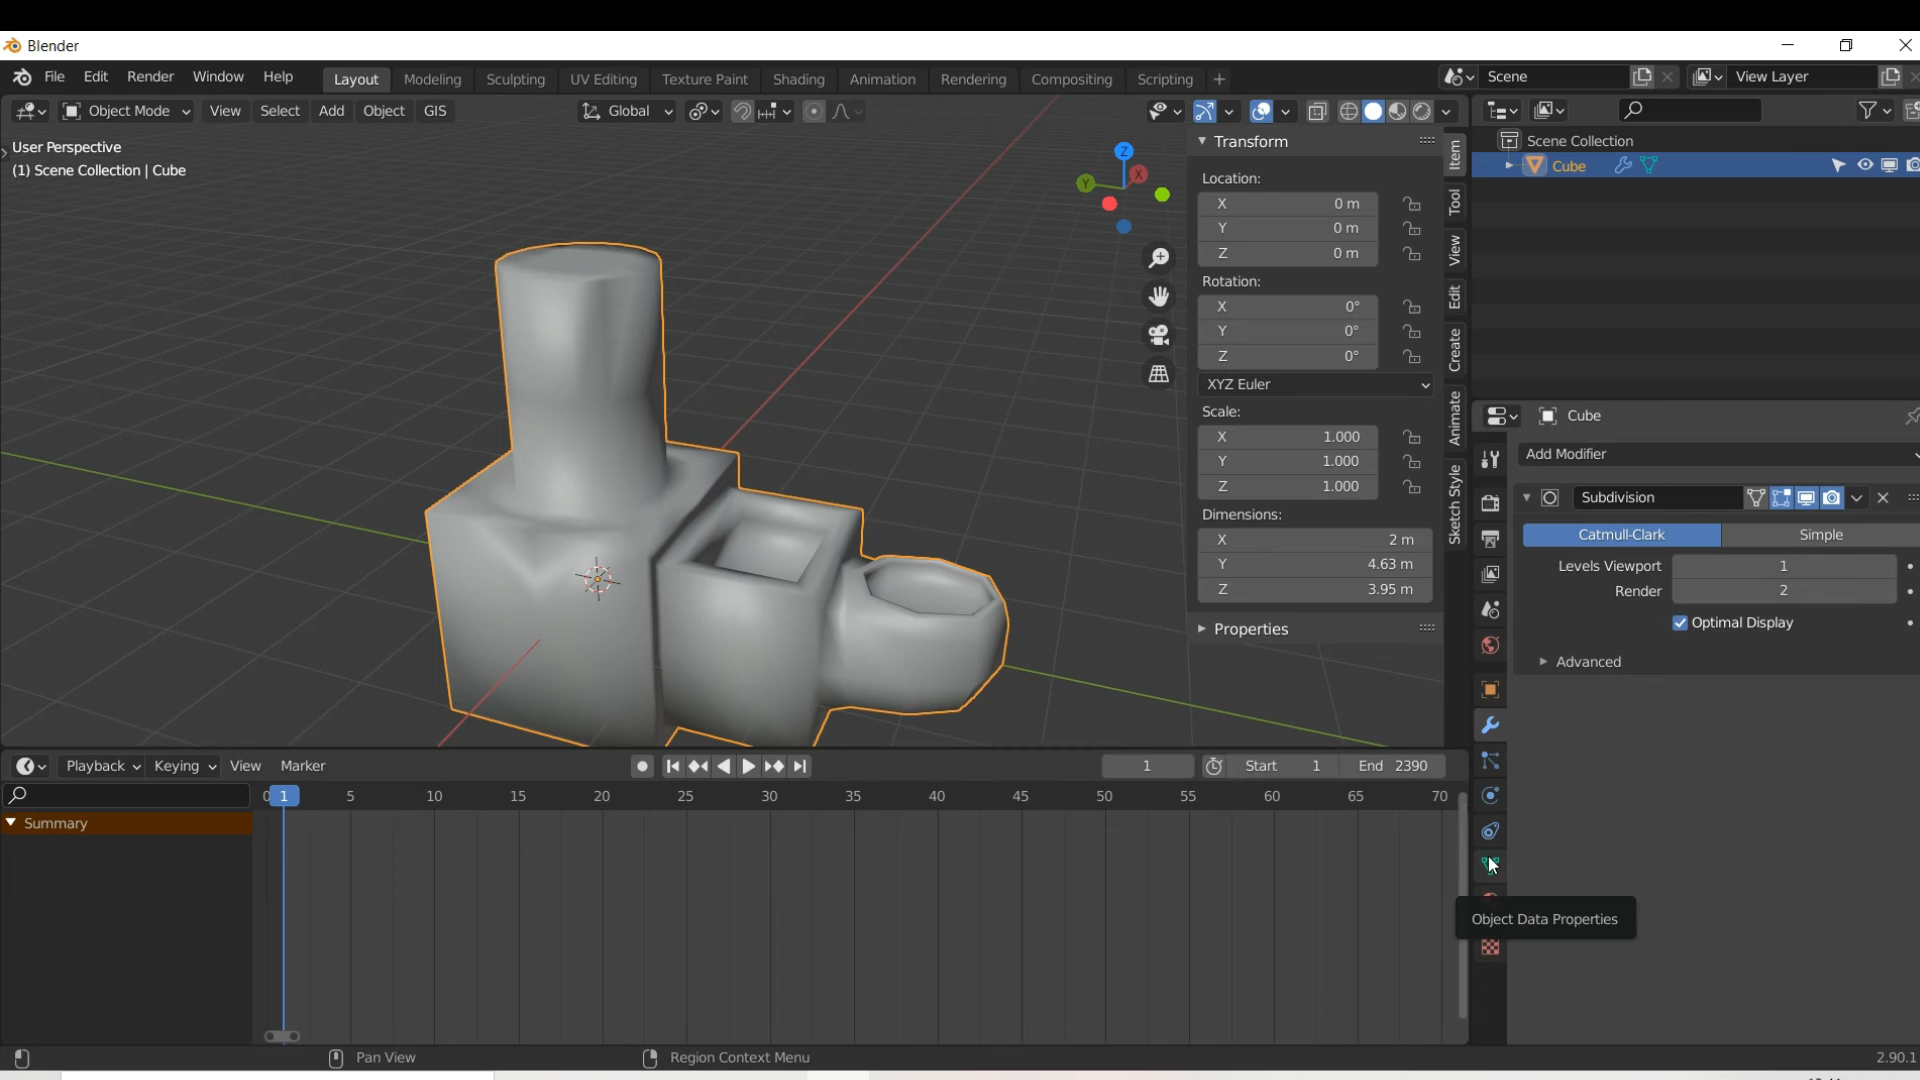 Blender
File Edit Render Window Help Layout Modeling Sculpting UV Editing Texture Paint Shading Animation Rendering Compositing Scripting + Scene View Layer
Object Mode View Select Add Object GIS Global
User Perspective
(1) Scene Collection | Cube
Z
Y
X
Transform
Location:
X 0 m
Y 0 m
Z 0 m
Rotation:
X 0°
Y 0°
Z 0°
XYZ Euler
Scale:
X 1.000
Y 1.000
Z 1.000
Dimensions:
X 2 m
Y 4.63 m
Z 3.95 m
Properties
Item
Tool
View
Edit
Create
Animate
Sketch Style
Scene Collection
Cube
Cube
Add Modifier
Subdivision
Catmull-Clark Simple
Levels Viewport 1
Render 2
Optimal Display
Advanced
Object Data Properties
Playback Keying View Marker 1 Start 1 End 2390
0 1 5 10 15 20 25 30 35 40 45 50 55 60 65 70
Summary
Pan View Region Context Menu 2.90.1